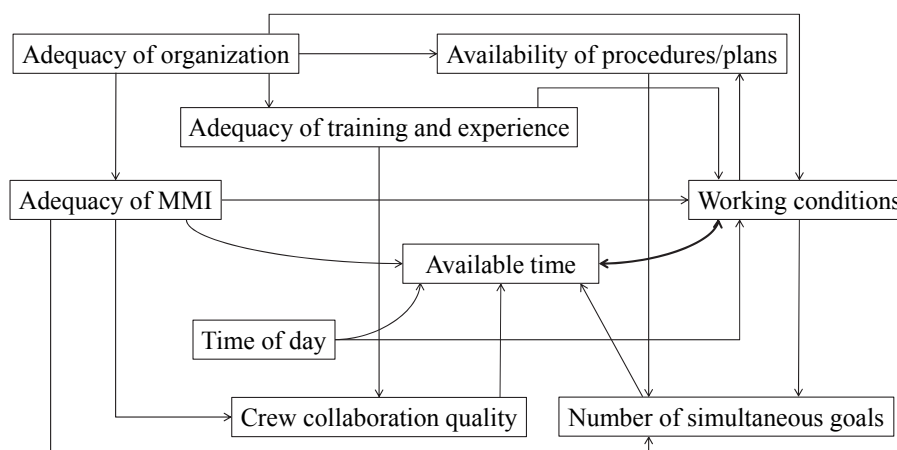 Adequacy of organization
Availability of procedures/plans
Adequacy of training and experience
Adequacy of MMI
Working conditions
Available time
Time of day
Crew collaboration quality
Number of simultaneous goals